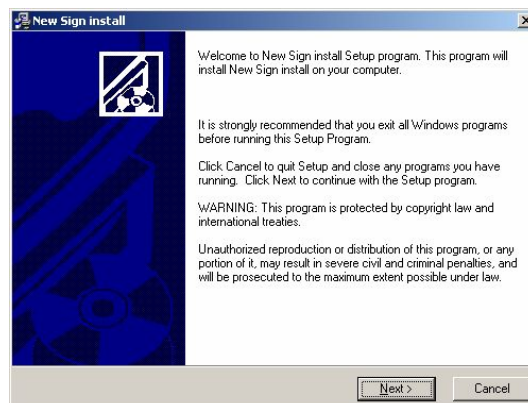 New Sign install
Welcome to New Sign install Setup program. This program will
install New Sign install on your computer.
It is strongly recommended that you exit all Windows programs
before running this Setup Program.
Click Cancel to quit Setup and close any programs you have
running. Click Next to continue with the Setup program.
WARNING: This program is protected by copyright law and
international treaties.
Unauthorized reproduction or distribution of this program, or any
portion of it, may result in severe civil and criminal penalties, and
will be prosecuted to the maximum extent possible under law.
Next >
Cancel